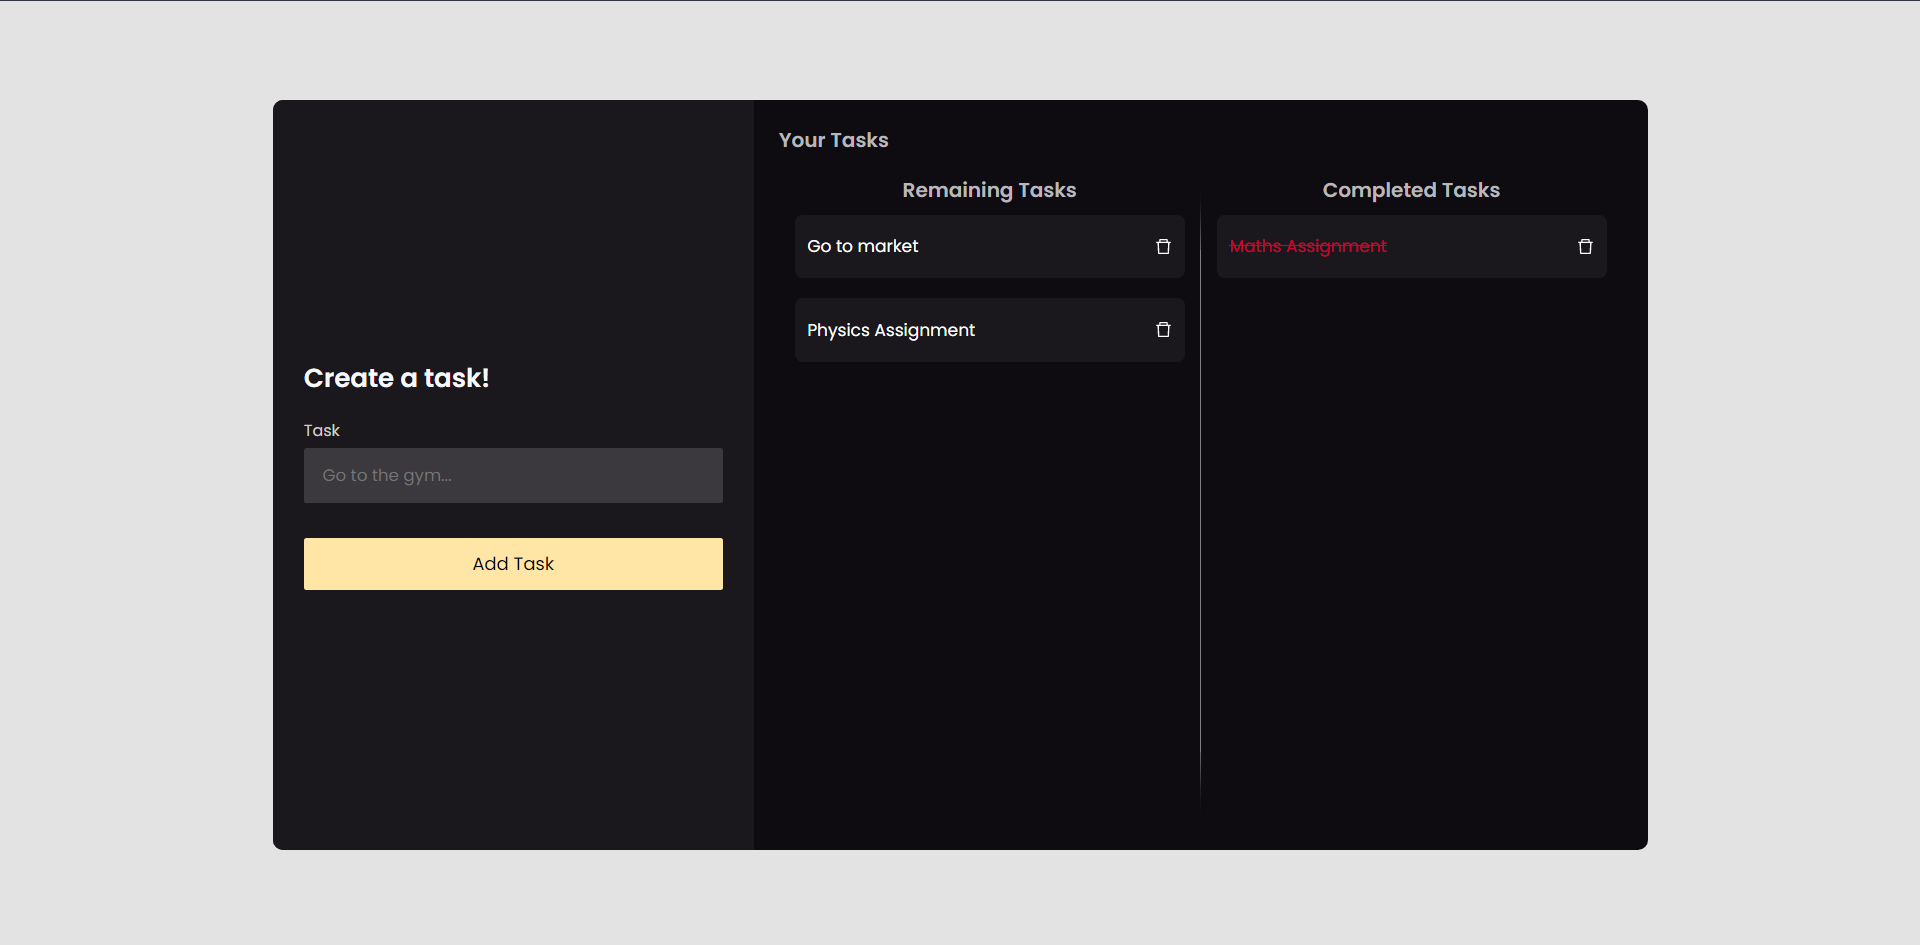 Create a task!
Task
Go to the gym...
Add Task
Your Tasks
Remaining Tasks
Go to market
Physics Assignment
Completed Tasks
Maths Assignment